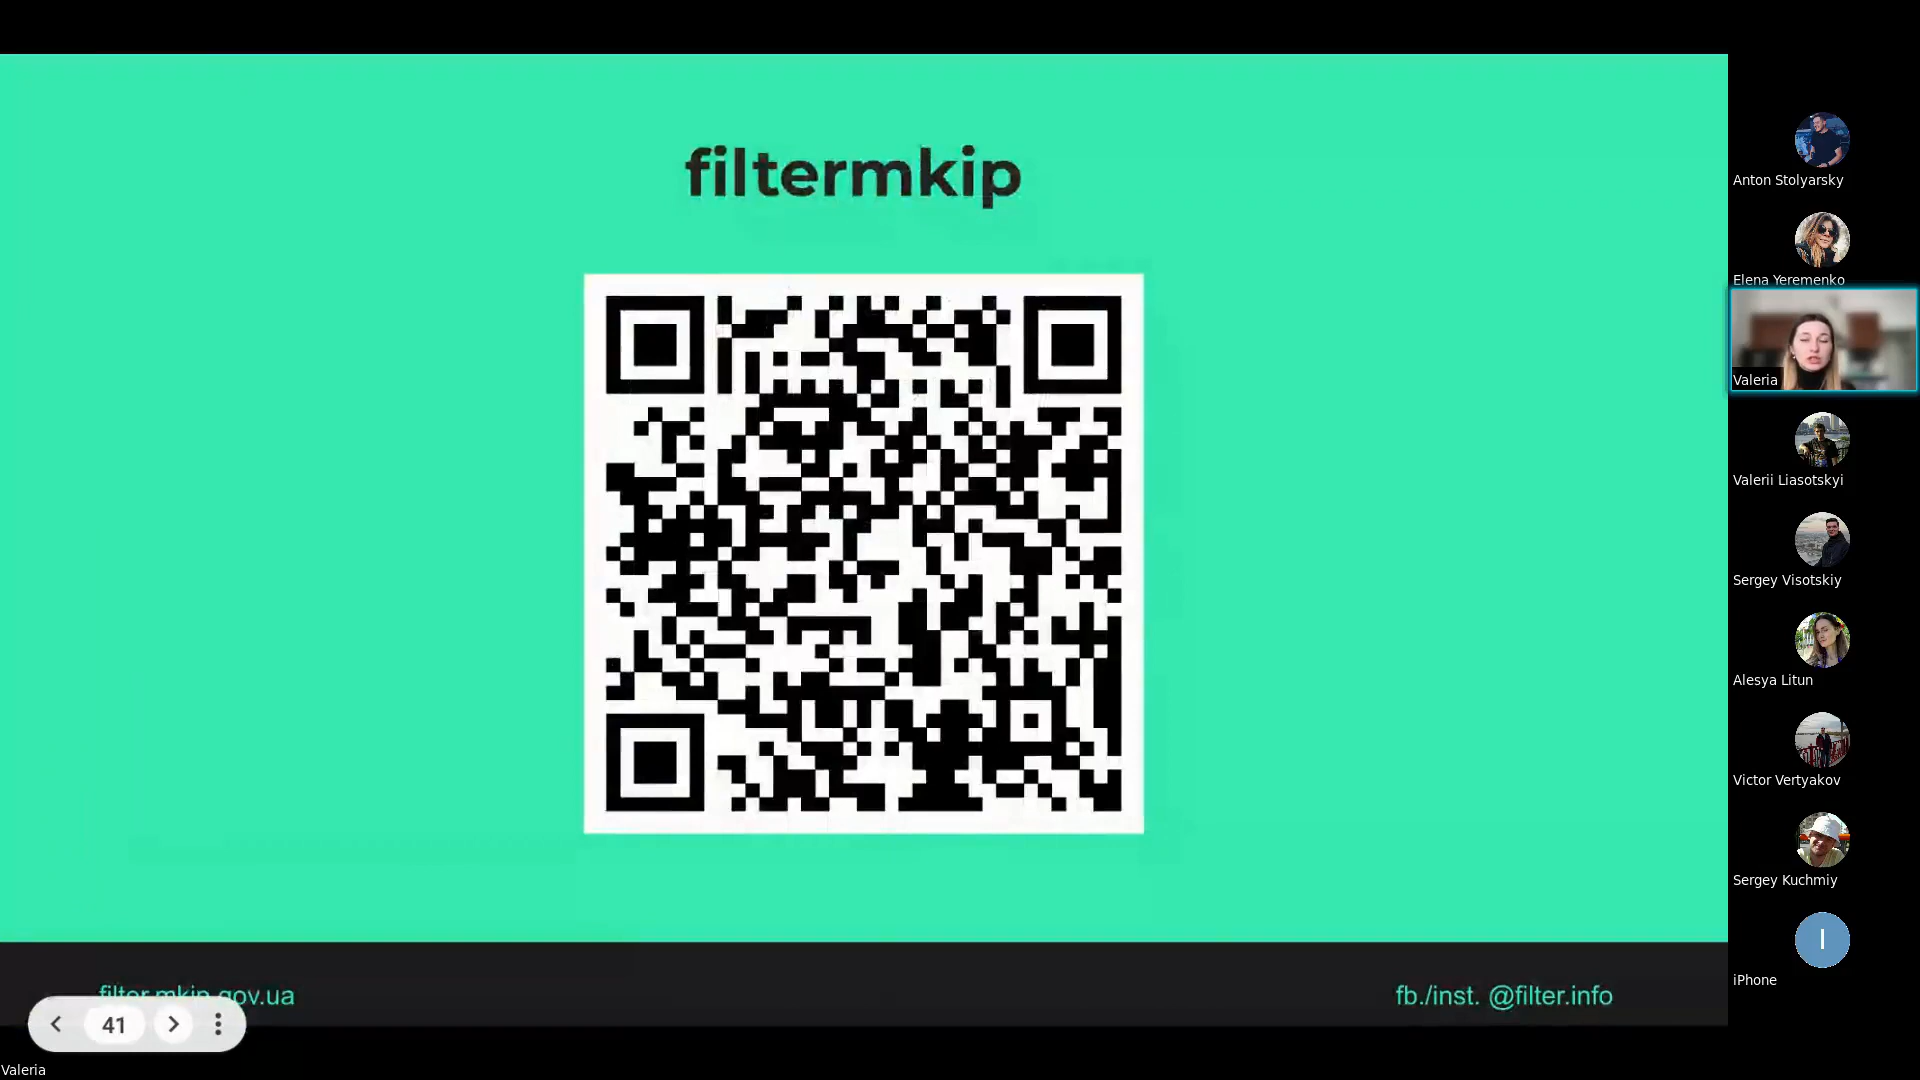 filtermkip
filter.mkip.gov.ua
fb./inst. @filter.info
41
Anton Stolyarsky
Elena Yeremenko
Valeria
Valerii Liasotskyi
Sergey Visotskiy
Alesya Litun
Victor Vertyakov
Sergey Kuchmiy
I
iPhone
Valeria